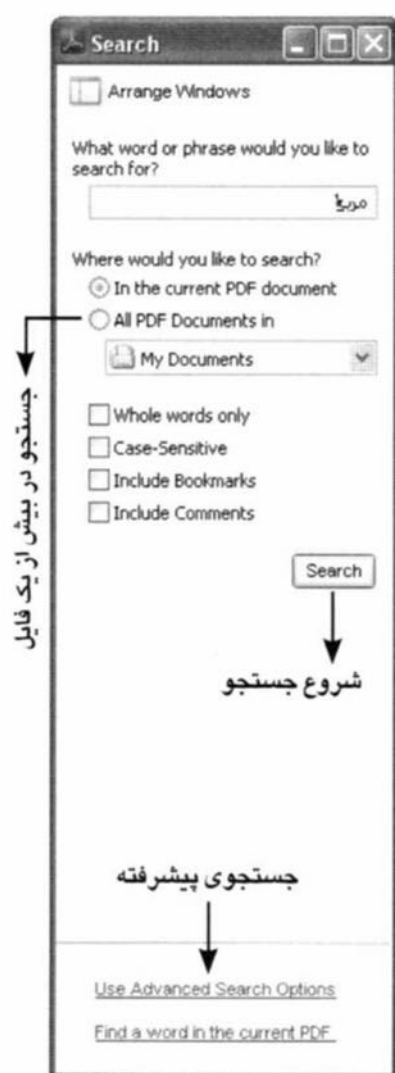 Search
Arrange Windows
What word or phrase would you like to
search for?
مربع
Where would you like to search?
In the current PDF document
All PDF Documents in
My Documents
جستجو در بیش از یک فایل
Whole words only
Case-Sensitive
Include Bookmarks
Include Comments
Search
شروع جستجو
جستجوی پیشرفته
Use Advanced Search Options
Find a word in the current PDF